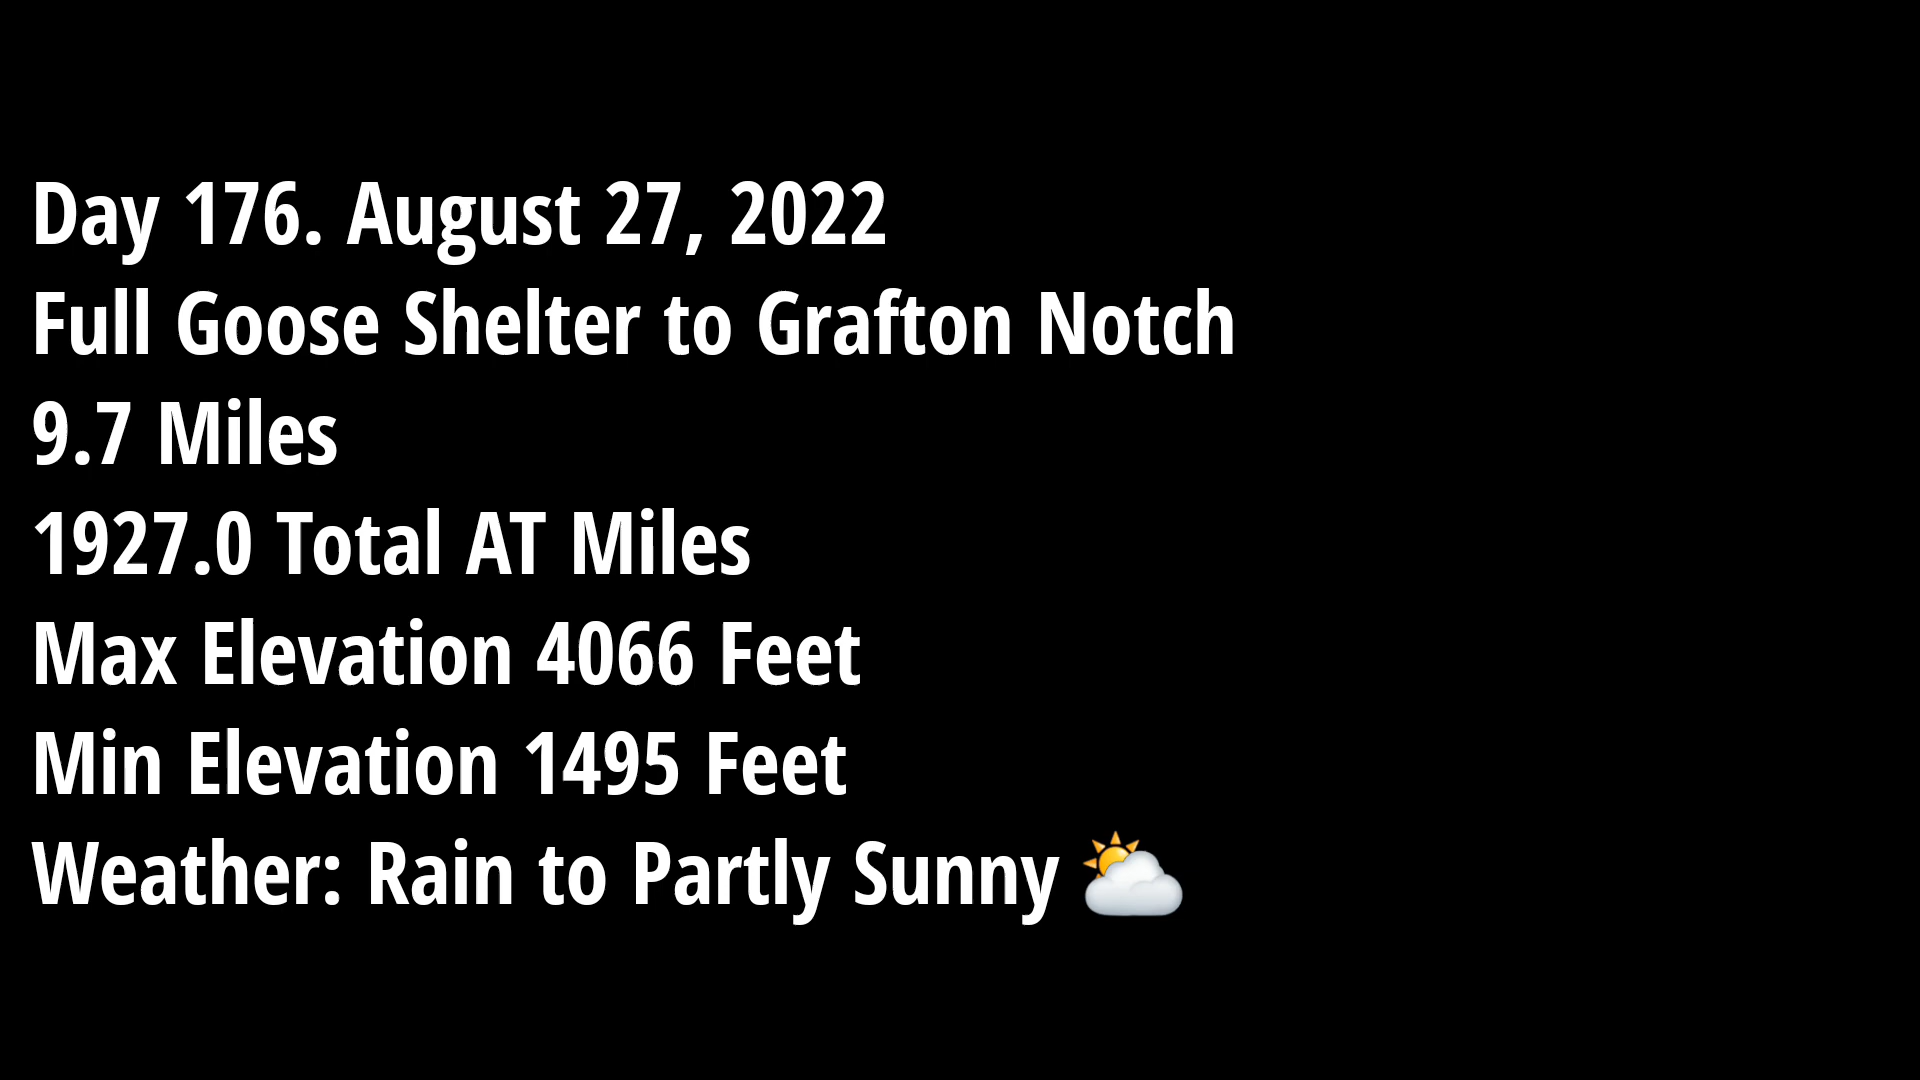 Day 176. August 27, 2022
Full Goose Shelter to Grafton Notch
9.7 Miles
1927.0 Total AT Miles
Max Elevation 4066 Feet
Min Elevation 1495 Feet
Weather: Rain to Partly Sunny 🌤️